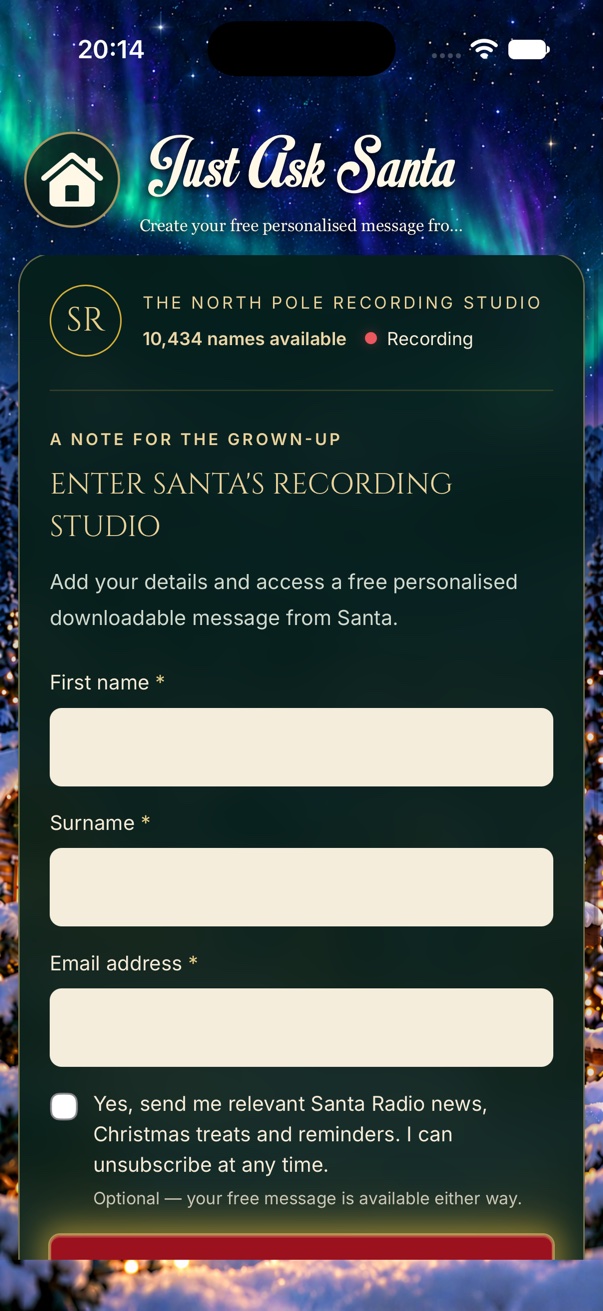 20:14
Just Ask Santa
Create your free personalised message fro...
SR
THE NORTH POLE RECORDING STUDIO
10,434 names available
Recording
A NOTE FOR THE GROWN-UP
ENTER SANTA'S RECORDING
STUDIO
Add your details and access a free personalised
downloadable message from Santa.
First name *
Surname *
Email address *
Yes, send me relevant Santa Radio news,
Christmas treats and reminders. I can
unsubscribe at any time.
Optional — your free message is available either way.